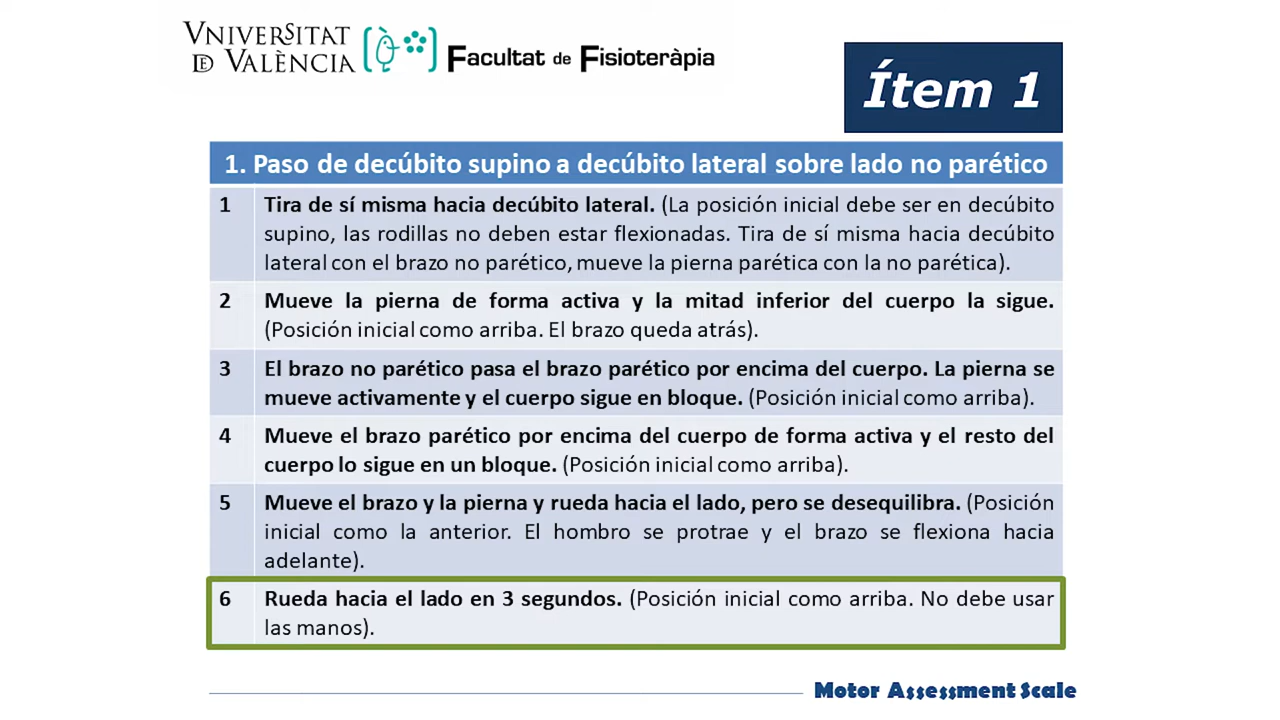 VNIVERSITAT
DE VALÈNCIA
Facultat de Fisioteràpia
Ítem 1
1. Paso de decúbito supino a decúbito lateral sobre lado no parético
1 Tira de sí misma hacia decúbito lateral. (La posición inicial debe ser en decúbito
supino, las rodillas no deben estar flexionadas. Tira de sí misma hacia decúbito
lateral con el brazo no parético, mueve la pierna parética con la no parética).
2 Mueve la pierna de forma activa y la mitad inferior del cuerpo la sigue.
(Posición inicial como arriba. El brazo queda atrás).
3 El brazo no parético pasa el brazo parético por encima del cuerpo. La pierna se
mueve activamente y el cuerpo sigue en bloque. (Posición inicial como arriba).
4 Mueve el brazo parético por encima del cuerpo de forma activa y el resto del
cuerpo lo sigue en un bloque. (Posición inicial como arriba).
5 Mueve el brazo y la pierna y rueda hacia el lado, pero se desequilibra. (Posición
inicial como la anterior. El hombro se protrae y el brazo se flexiona hacia
adelante).
6 Rueda hacia el lado en 3 segundos. (Posición inicial como arriba. No debe usar
las manos).
Motor Assessment Scale